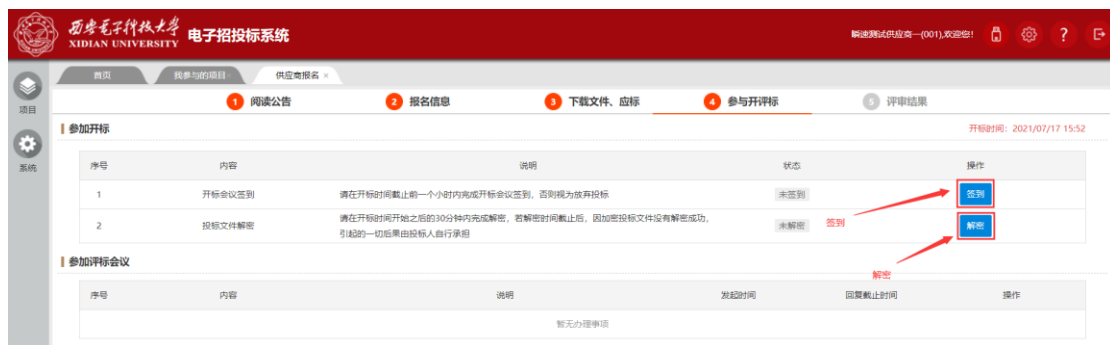 西安电子科技大学
XIDIAN UNIVERSITY
电子招投标系统
瞬速测试供应商一(001),欢迎您!
?
首页
我参与的项目 ×
供应商报名 ×
项目
系统
1 阅读公告
2 报名信息
3 下载文件、应标
4 参与开评标
5 评审结果
参加开标
开标时间：2021/07/17 15:52
序号 内容 说明 状态 操作
1 开标会议签到 请在开标时间截止前一个小时内完成开标会议签到，否则视为放弃投标 未签到 签到
签到
2 投标文件解密 请在开标时间开始之后的30分钟内完成解密，若解密时间截止后，因加密投标文件没有解密成功，
引起的一切后果由投标人自行承担 未解密 解密
解密
参加评标会议
序号 内容 说明 发起时间 回复截止时间 操作
暂无办理事项